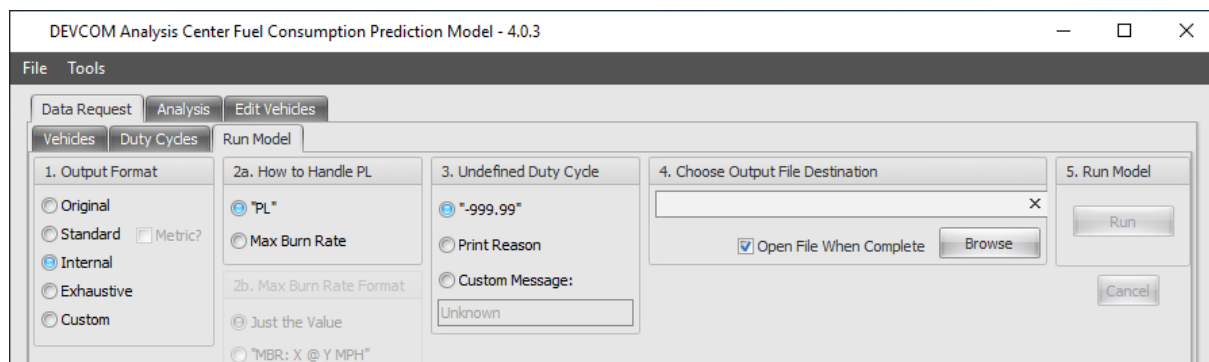 DEVCOM Analysis Center Fuel Consumption Prediction Model - 4.0.3
File Tools
Data Request Analysis Edit Vehicles
Vehicles Duty Cycles Run Model
1. Output Format
Original
Standard Metric?
Internal
Exhaustive
Custom
2a. How to Handle PL
"PL"
Max Burn Rate
2b. Max Burn Rate Format
Just the Value
"MBR: X @ Y MPH"
3. Undefined Duty Cycle
"-999.99"
Print Reason
Custom Message:
Unknown
4. Choose Output File Destination
Open File When Complete Browse
5. Run Model
Run
Cancel